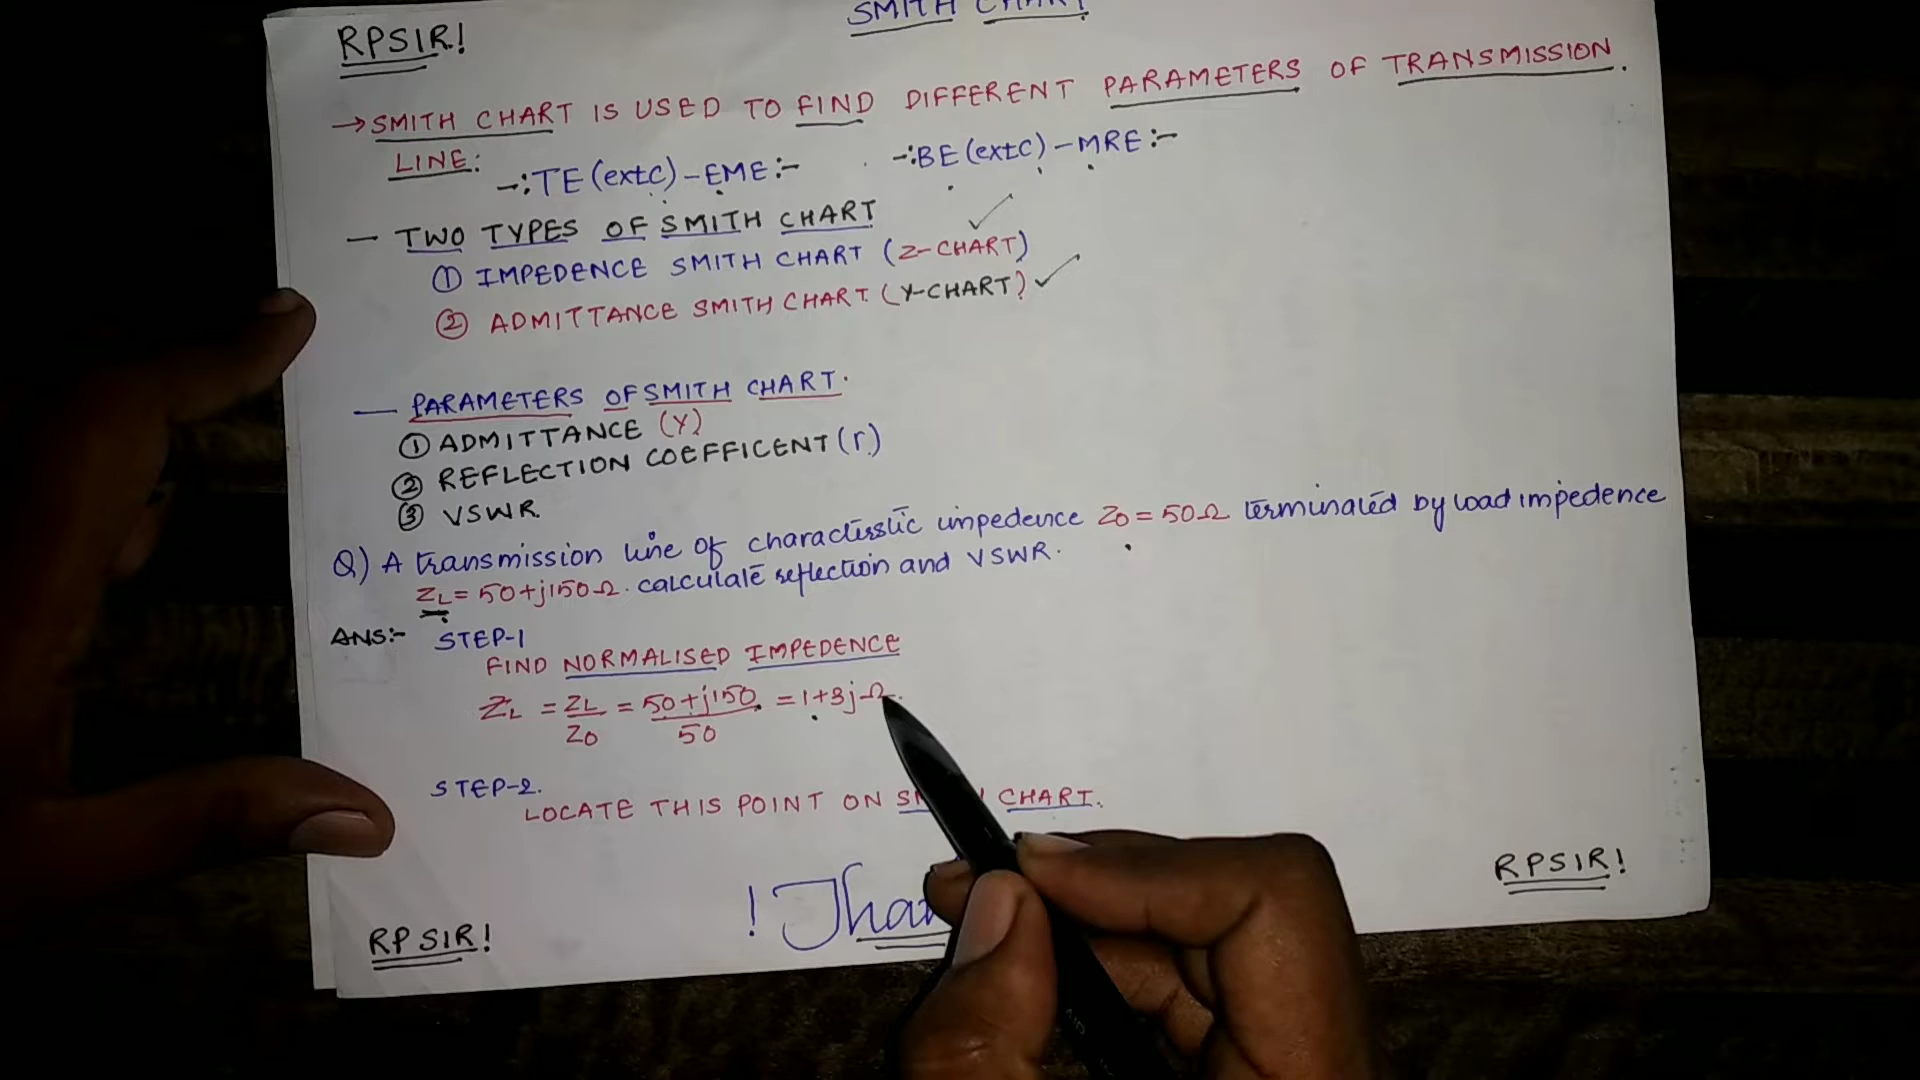 SMITH CHART
RPSIR!
→ SMITH CHART IS USED TO FIND DIFFERENT PARAMETERS OF TRANSMISSION.
LINE:
-:TE (extc) - EME:- -:BE (extc) - MRE:-
- TWO TYPES OF SMITH CHART
① IMPEDENCE SMITH CHART (Z-CHART)
② ADMITTANCE SMITH CHART (Y-CHART) ✓
- PARAMETERS OF SMITH CHART.
① ADMITTANCE (Y)
② REFLECTION COEFFICENT (Γ)
③ VSWR
Q) A transmission line of characterstic impedence Zo = 50Ω terminated by load impedence
ZL = 50+j150Ω. calculate reflection and VSWR.
ANS:- STEP-1
FIND NORMALISED IMPEDENCE
ZL = ZL/Zo = 50+j150/50 = 1+3jΩ.
STEP-2.
LOCATE THIS POINT ON CHART.
RPSIR!
RPSIR!